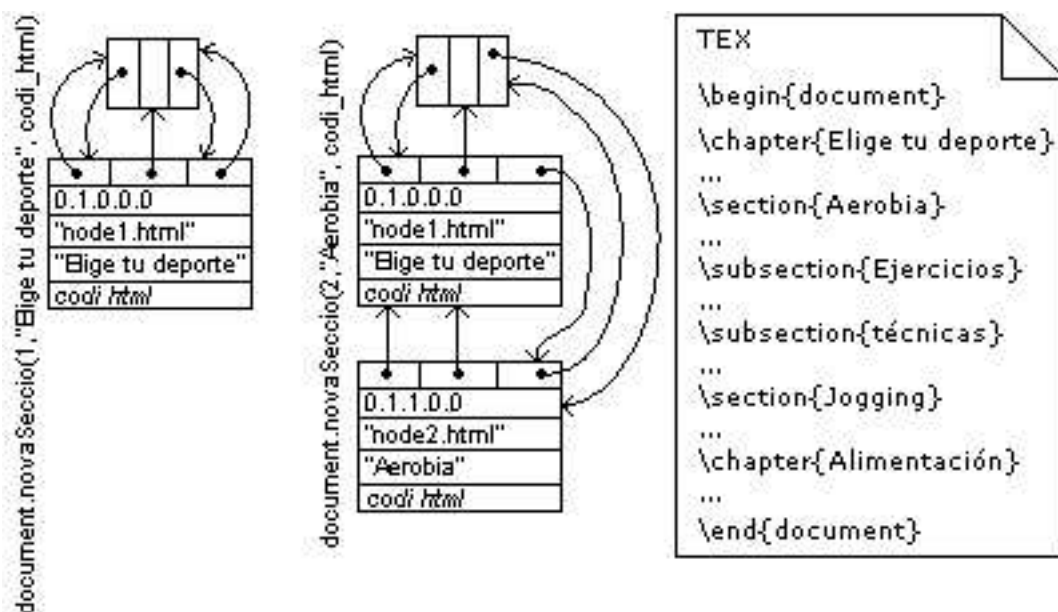 document.novaSeccio(1,"Elige tu deporte", codi_html)
0.1.0.0.0
"node1.html"
"Elige tu deporte"
codi html
document.novaSeccio(2,"Aerobia", codi_html)
0.1.0.0.0
"node1.html"
"Elige tu deporte"
codi html
0.1.1.0.0
"node2.html"
"Aerobia"
codi html
TEX
\begin{document}
\chapter{Elige tu deporte}
...
\section{Aerobia}
...
\subsection{Ejercicios}
...
\subsection{técnicas}
...
\section{Jogging}
...
\chapter{Alimentación}
...
\end{document}